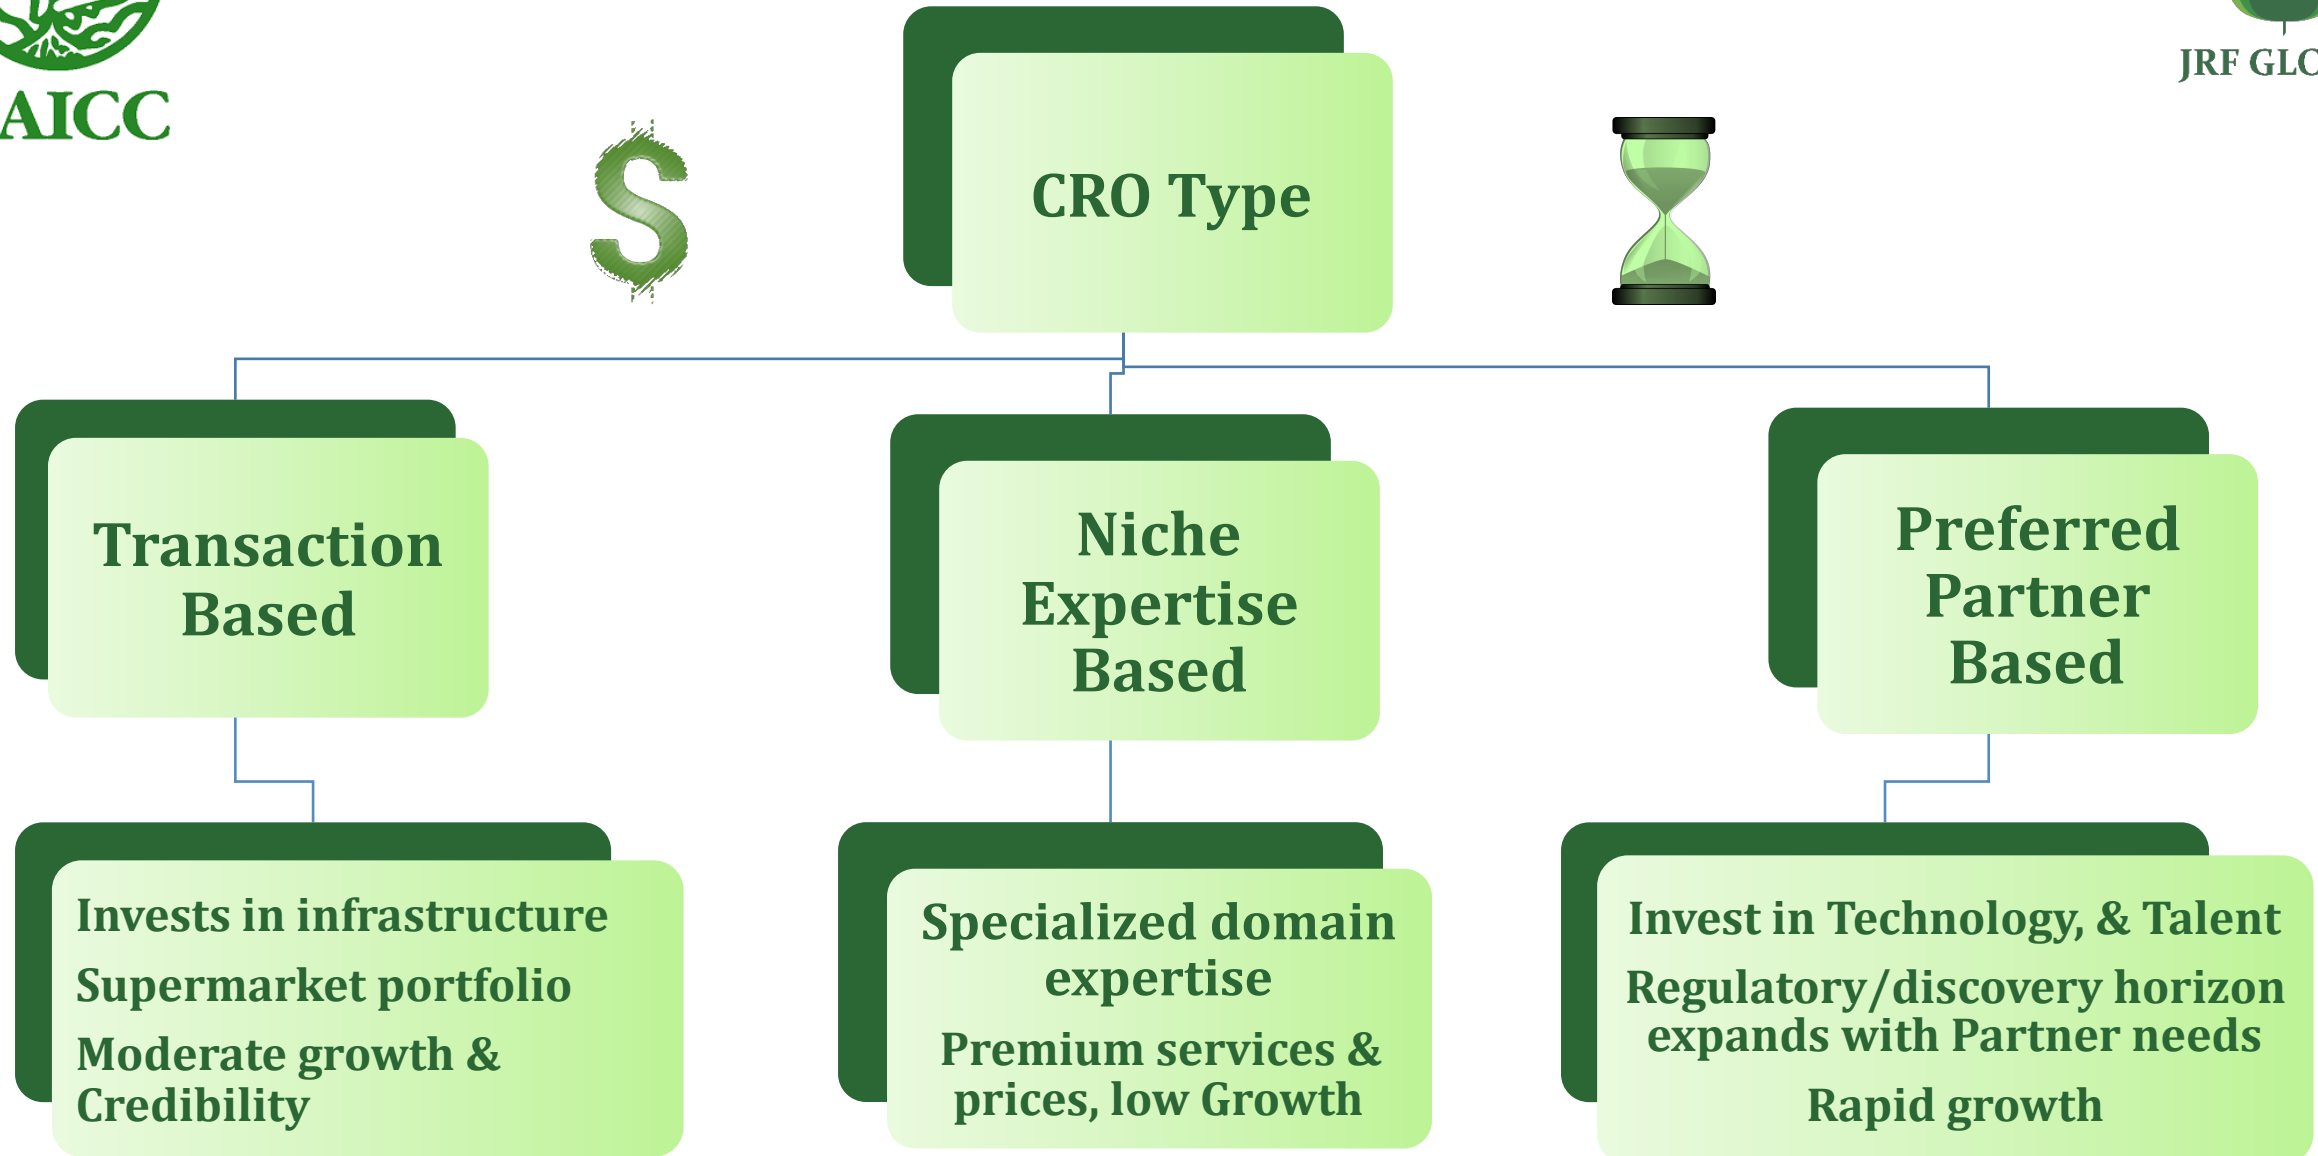 AICC
JRF GLO
CRO Type
Transaction
Based
Niche
Expertise
Based
Preferred
Partner
Based
Invests in infrastructure
Supermarket portfolio
Moderate growth &
Credibility
Specialized domain
expertise
Premium services &
prices, low Growth
Invest in Technology, & Talent
Regulatory/discovery horizon
expands with Partner needs
Rapid growth